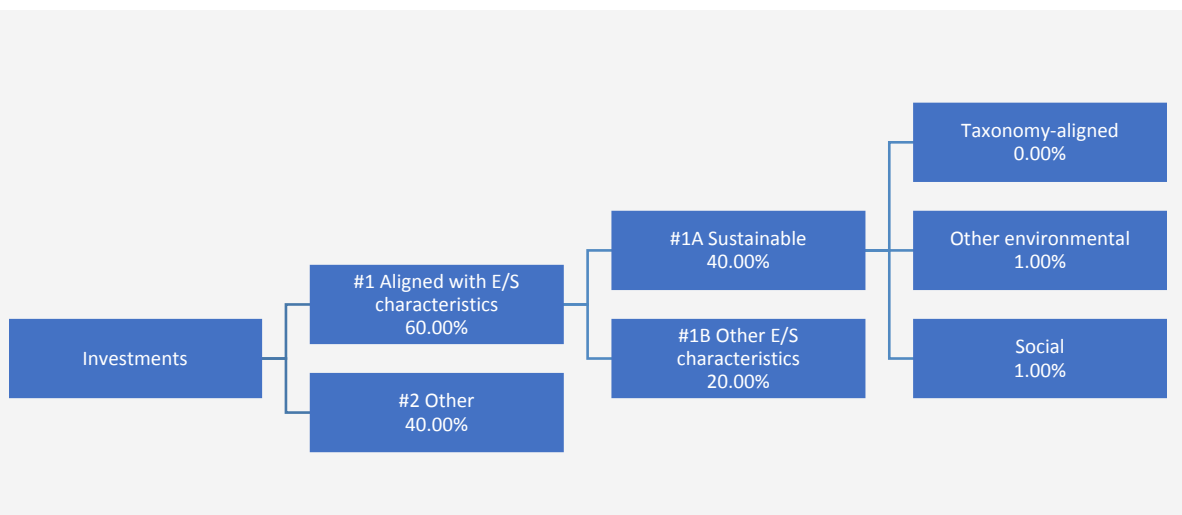 Investments
#1 Aligned with E/S
characteristics
60.00%
#2 Other
40.00%
#1A Sustainable
40.00%
#1B Other E/S
characteristics
20.00%
Taxonomy-aligned
0.00%
Other environmental
1.00%
Social
1.00%